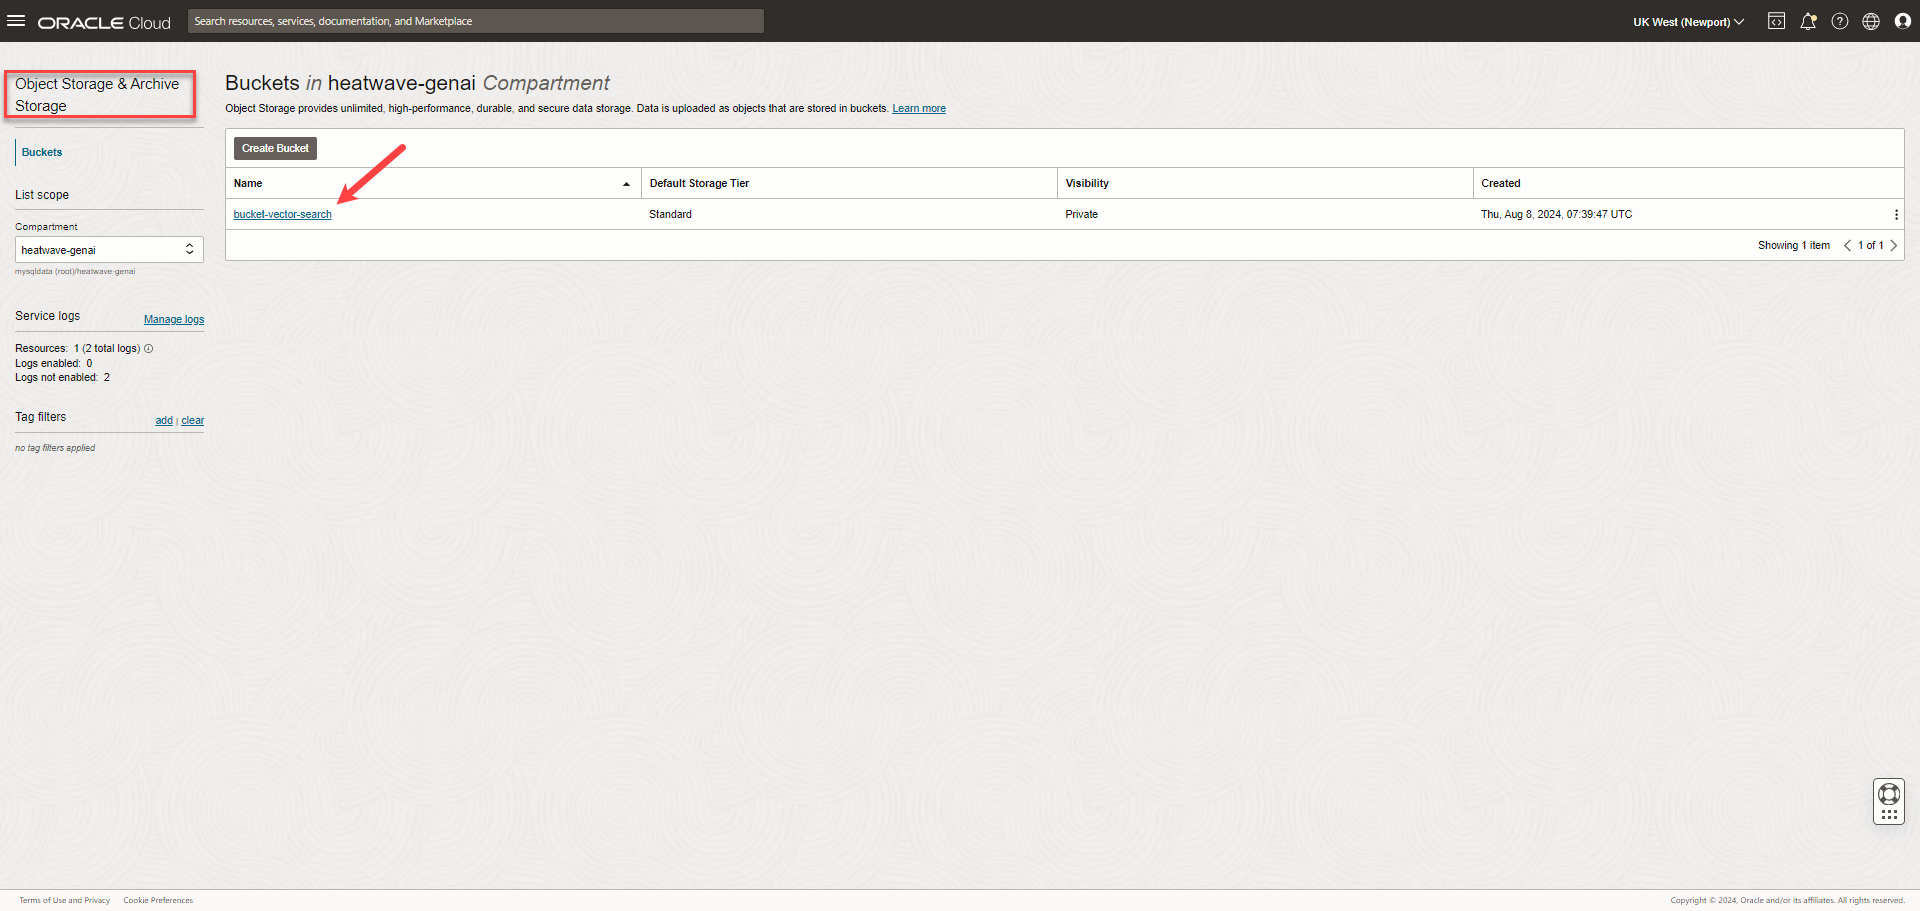 ORACLE Cloud
Search resources, services, documentation, and Marketplace
UK West (Newport)
Object Storage & Archive
Storage
Buckets
List scope
Compartment
heatwave-genai
mysqldata (root)/heatwave-genai
Service logs
Manage logs
Resources: 1 (2 total logs)
Logs enabled: 0
Logs not enabled: 2
Tag filters
add | clear
no tag filters applied
Buckets in heatwave-genai Compartment
Object Storage provides unlimited, high-performance, durable, and secure data storage. Data is uploaded as objects that are stored in buckets. Learn more
Create Bucket
Name Default Storage Tier Visibility Created
bucket-vector-search Standard Private Thu, Aug 8, 2024, 07:39:47 UTC
Showing 1 item 1 of 1
Terms of Use and Privacy Cookie Preferences
Copyright © 2024, Oracle and/or its affiliates. All rights reserved.